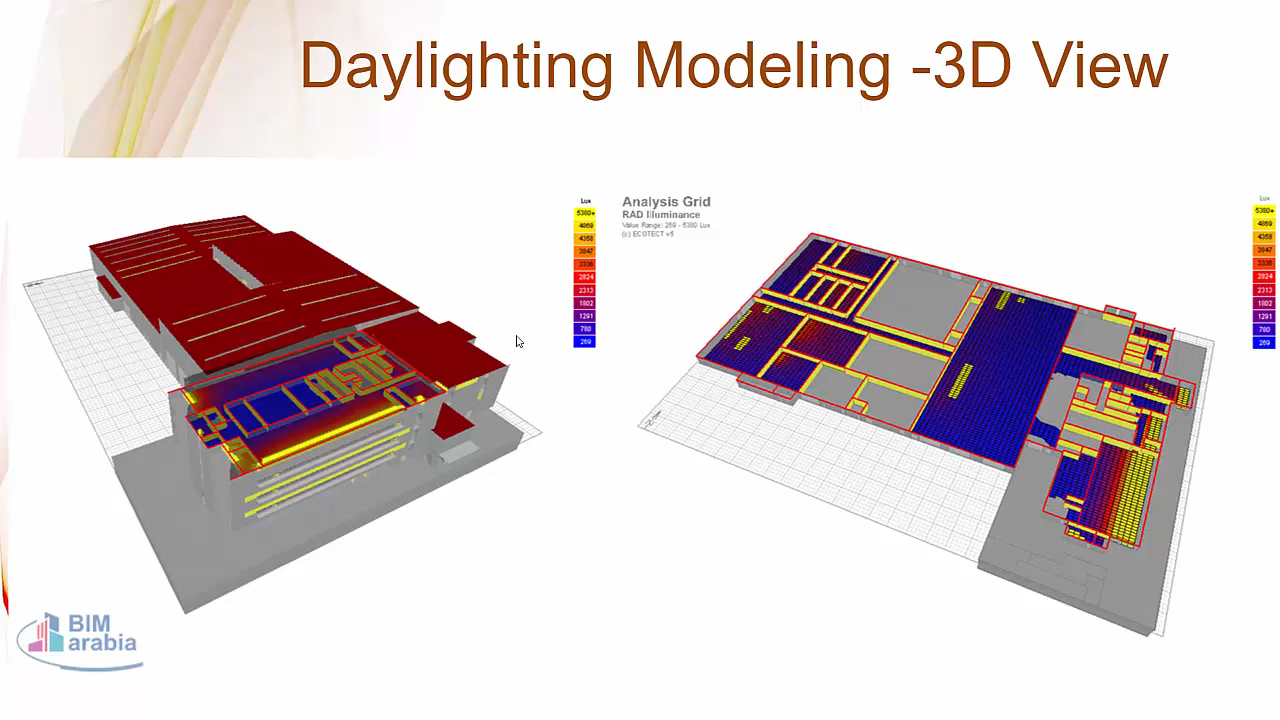 Daylighting Modeling -3D View
Lux
5380+
4869
4358
3847
3336
2824
2313
1802
1291
780
269
Analysis Grid
RAD Illuminance
Value Range: 269 - 5380 Lux
(c) ECOTECT v5
Lux
5380+
4869
4358
3847
3336
2824
2313
1802
1291
780
269
BIM
arabia